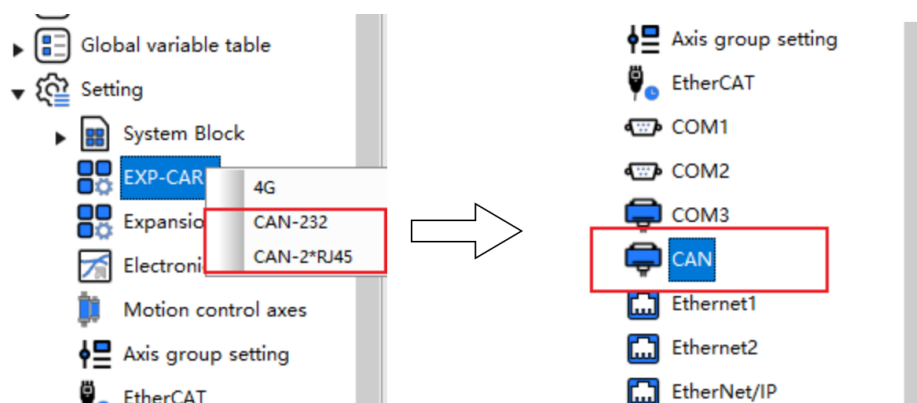 Global variable table
Setting
System Block
EXP-CAR
4G
Expansio
CAN-232
Electroni
CAN-2*RJ45
Motion control axes
Axis group setting
EtherCAT
Axis group setting
EtherCAT
COM1
COM2
COM3
CAN
Ethernet1
Ethernet2
EtherNet/IP